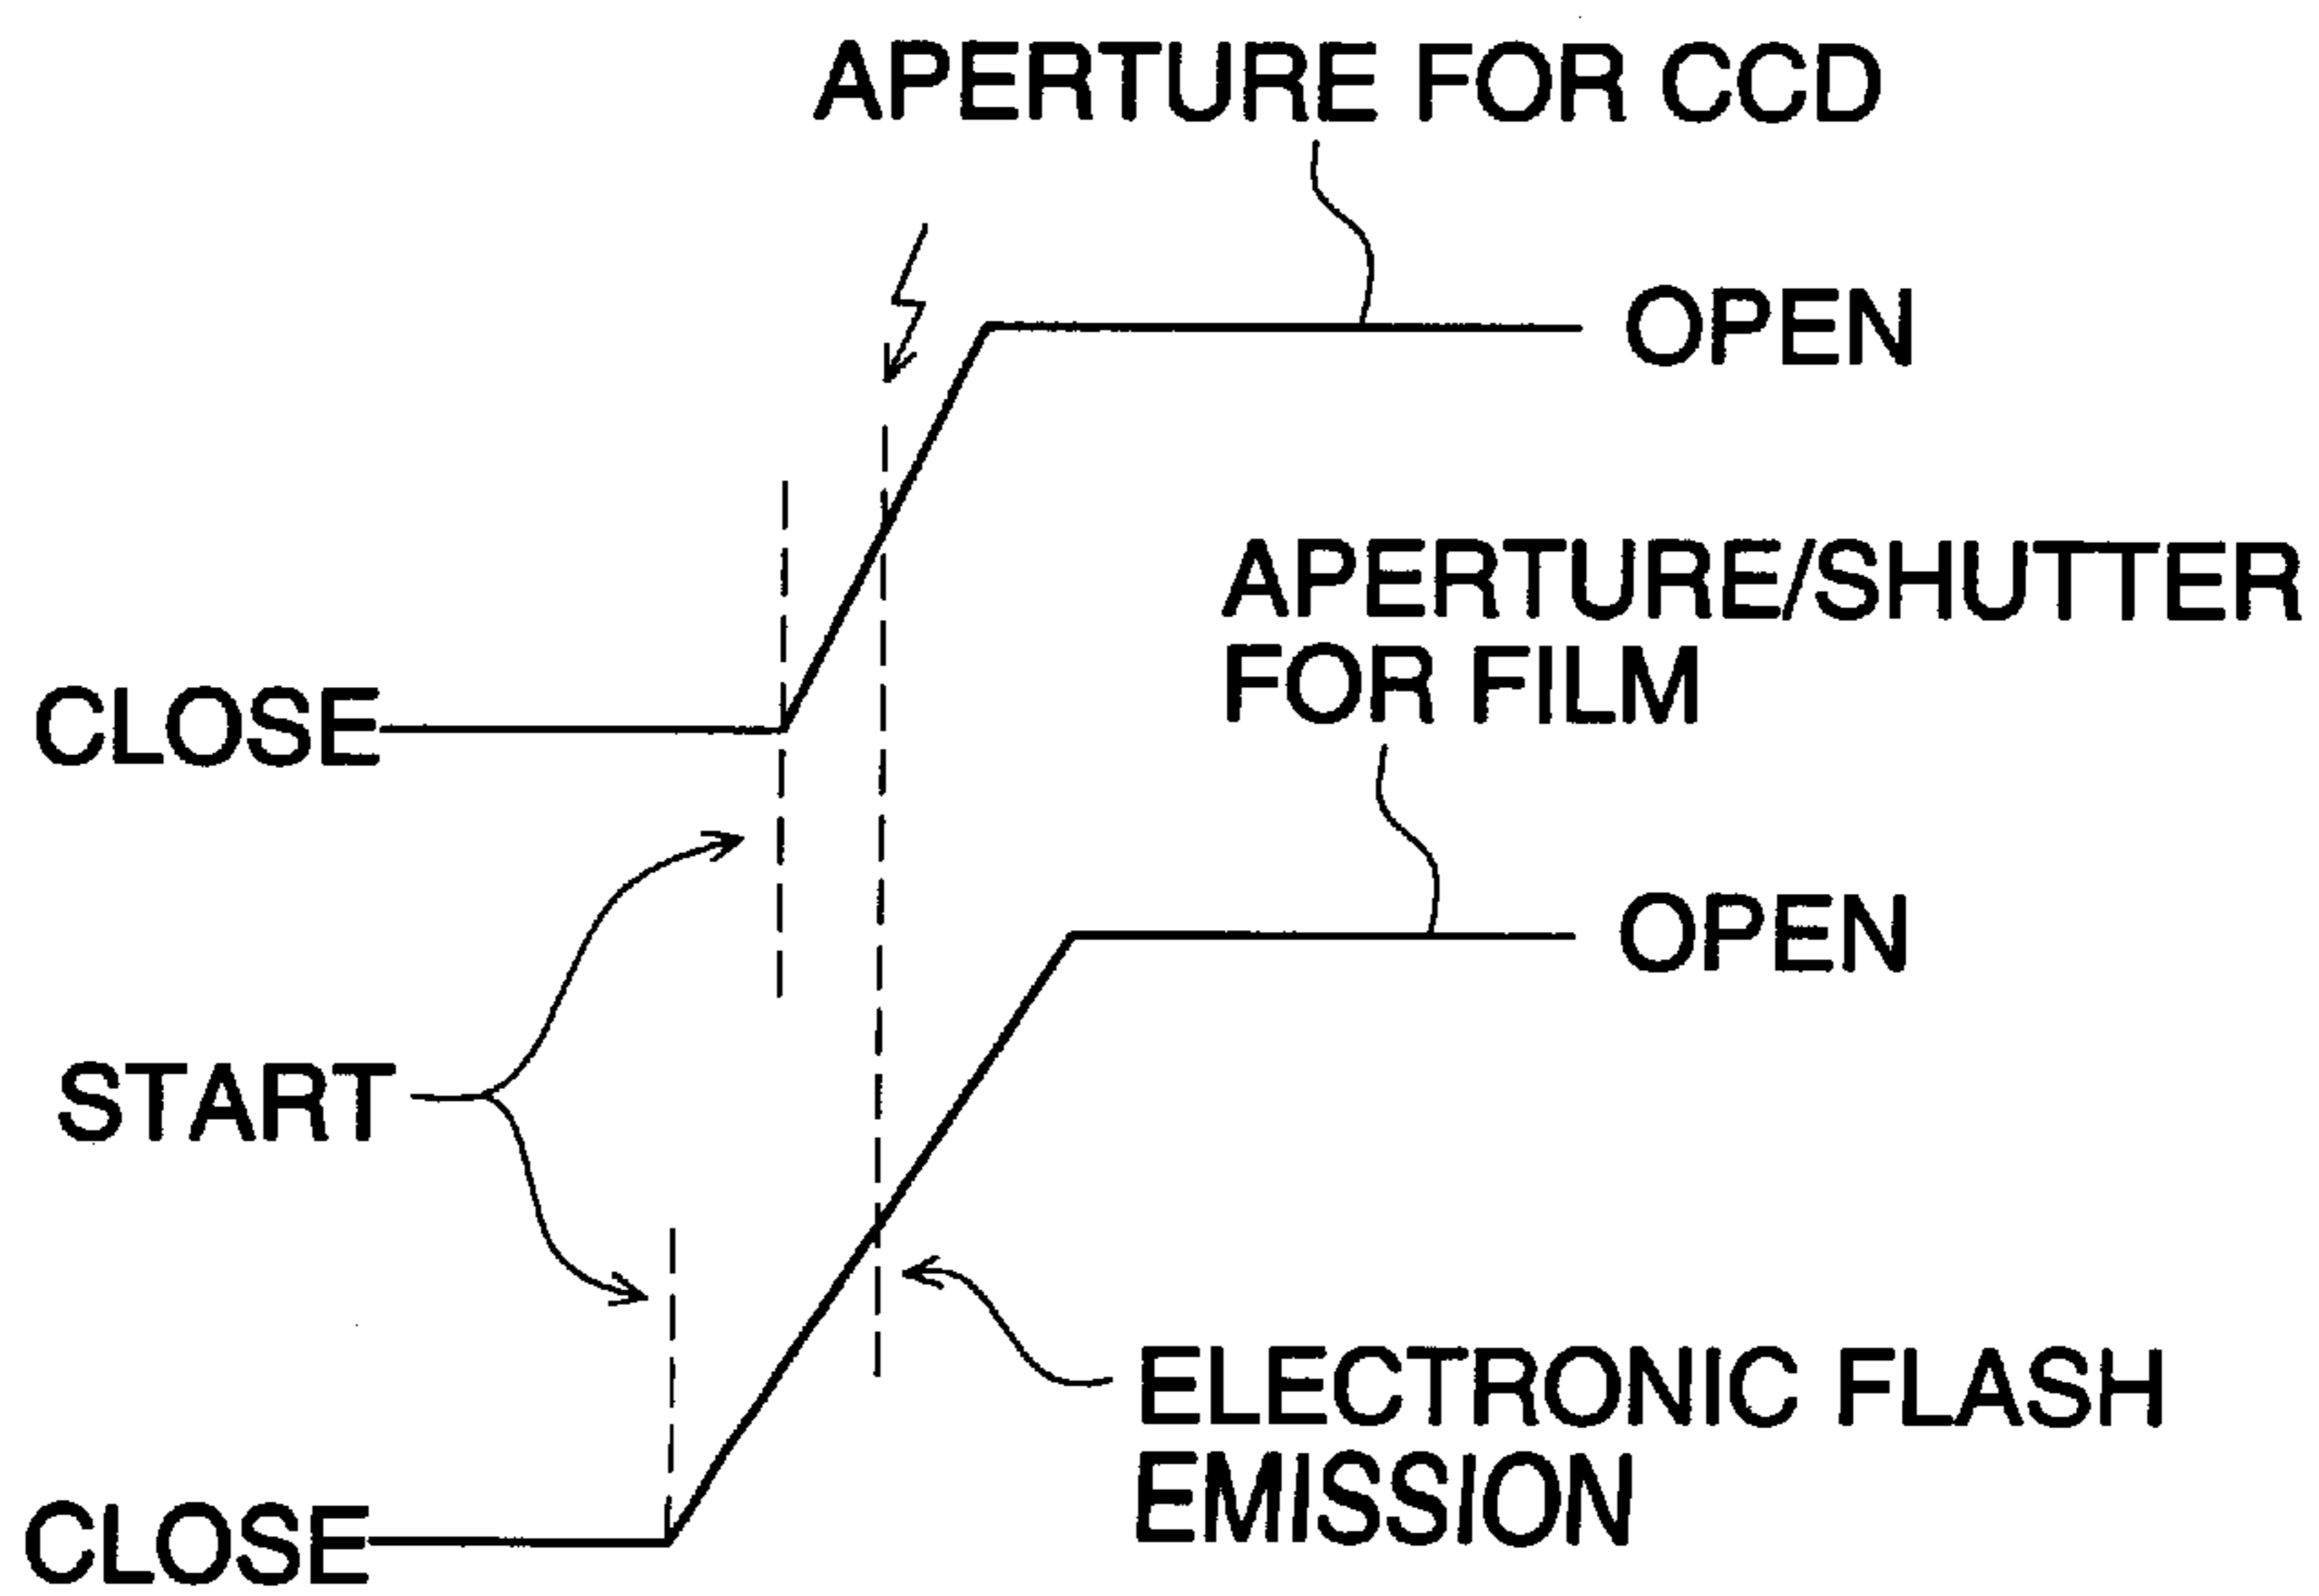 APERTURE FOR CCD
OPEN
APERTURE/SHUTTER
FOR FILM
CLOSE
OPEN
START
ELECTRONIC FLASH
EMISSION
CLOSE